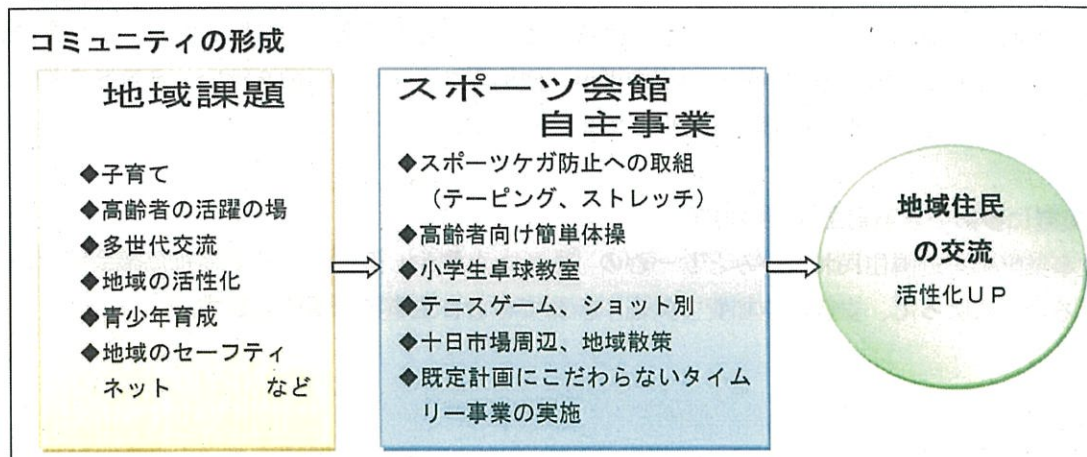 コミュニティの形成
地域課題
◆子育て
◆高齢者の活躍の場
◆多世代交流
◆地域の活性化
◆青少年育成
◆地域のセーフティ
ネット など
スポーツ会館
自主事業
◆スポーツケガ防止への取組
（テーピング、ストレッチ）
◆高齢者向け簡単体操
◆小学生卓球教室
◆テニスゲーム、ショット別
◆十日市場周辺、地域散策
◆既定計画にこだわらないタイム
リー事業の実施
地域住民
の交流
活性化ＵＰ